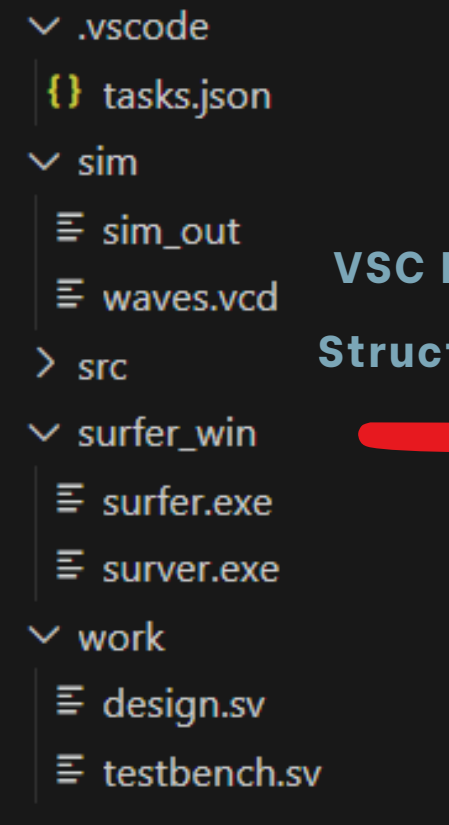 .vscode
{} tasks.json
sim
sim_out
waves.vcd
src
surfer_win
surfer.exe
surver.exe
work
design.sv
testbench.sv
VSC